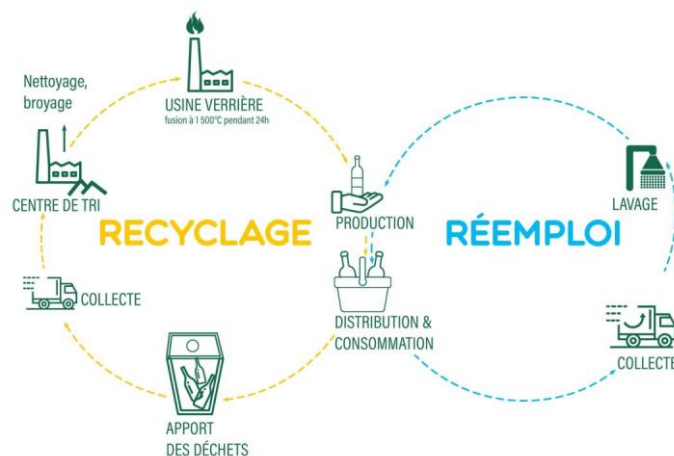 Nettoyage,
broyage
USINE VERRIÈRE
fusion à 1 500°C pendant 24h
CENTRE DE TRI
RECYCLAGE
PRODUCTION
RÉEMPLOI
LAVAGE
COLLECTE
DISTRIBUTION &
CONSOMMATION
COLLECTE
APPORT
DES DÉCHETS